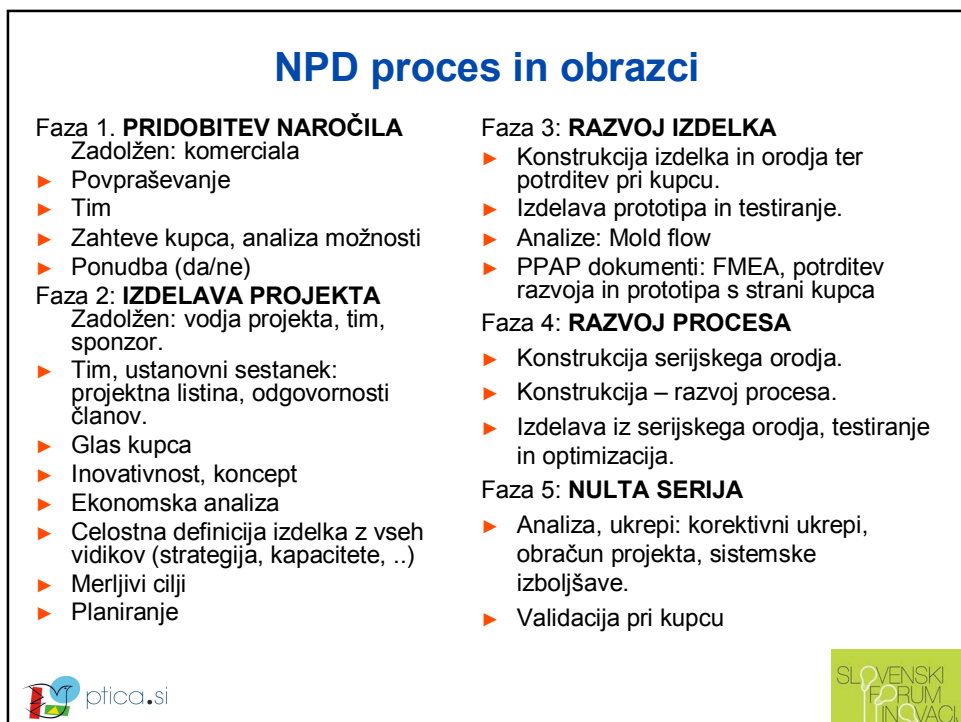 NPD proces in obrazci
Faza 1. PRIDOBITEV NAROČILA
Zadolžen: komerciala
► Povpraševanje
► Tim
► Zahteve kupca, analiza možnosti
► Ponudba (da/ne)
Faza 2: IZDELAVA PROJEKTA
Zadolžen: vodja projekta, tim,
sponzor.
► Tim, ustanovni sestanek:
projektna listina, odgovornosti
članov.
► Glas kupca
► Inovativnost, koncept
► Ekonomska analiza
► Celostna definicija izdelka z vseh
vidikov (strategija, kapacitete, ..)
► Merljivi cilji
► Planiranje
Faza 3: RAZVOJ IZDELKA
► Konstrukcija izdelka in orodja ter
potrditev pri kupcu.
► Izdelava prototipa in testiranje.
► Analize: Mold flow
► PPAP dokumenti: FMEA, potrditev
razvoja in prototipa s strani kupca
Faza 4: RAZVOJ PROCESA
► Konstrukcija serijskega orodja.
► Konstrukcija – razvoj procesa.
► Izdelava iz serijskega orodja, testiranje
in optimizacija.
Faza 5: NULTA SERIJA
► Analiza, ukrepi: korektivni ukrepi,
obračun projekta, sistemske
izboljšave.
► Validacija pri kupcu
ptica.si
SLOVENSKI
FORUM
INOVACI